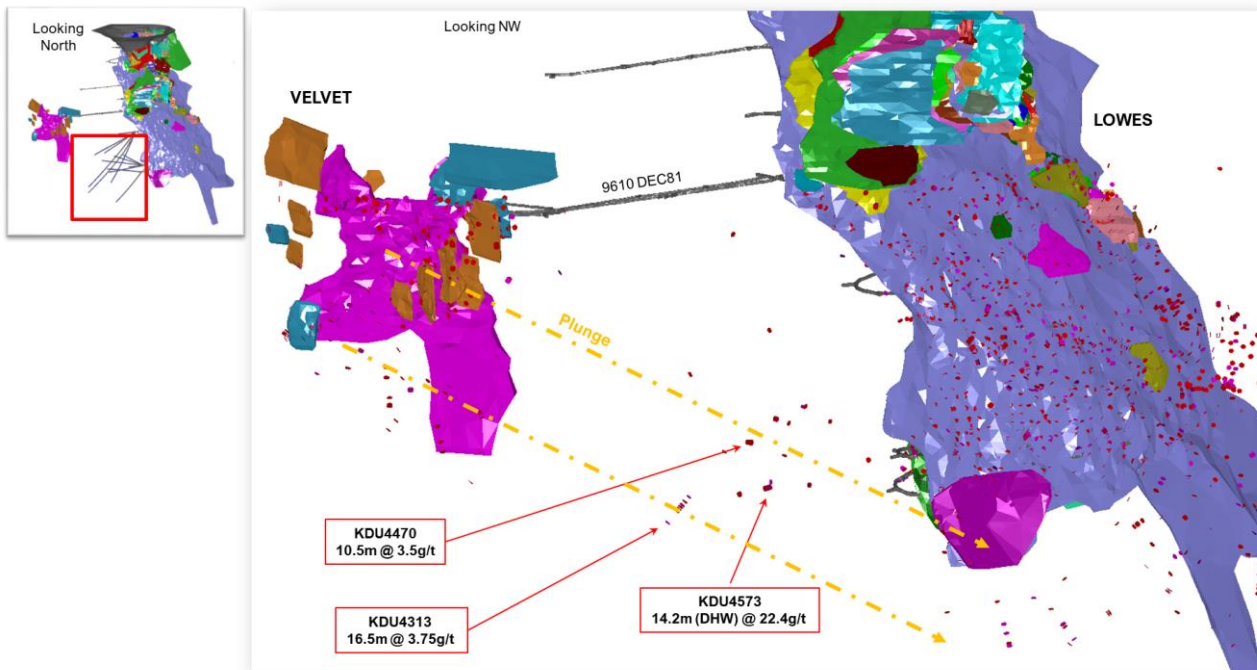 Looking
North
Looking NW
VELVET
LOWES
9610 DEC81
Plunge
KDU4470
10.5m @ 3.5g/t
KDU4313
16.5m @ 3.75g/t
KDU4573
14.2m (DHW) @ 22.4g/t